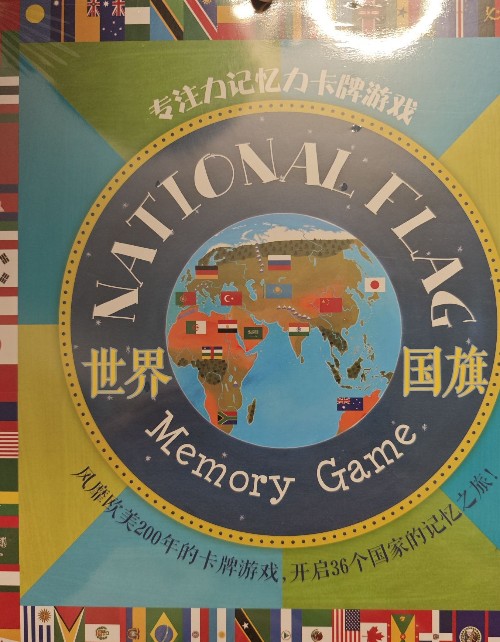 专注力记忆力卡牌游戏
NATIONAL FLAG
世界 国旗
Memory Game
风靡欧美200年的卡牌游戏,开启36个国家的记忆之旅!